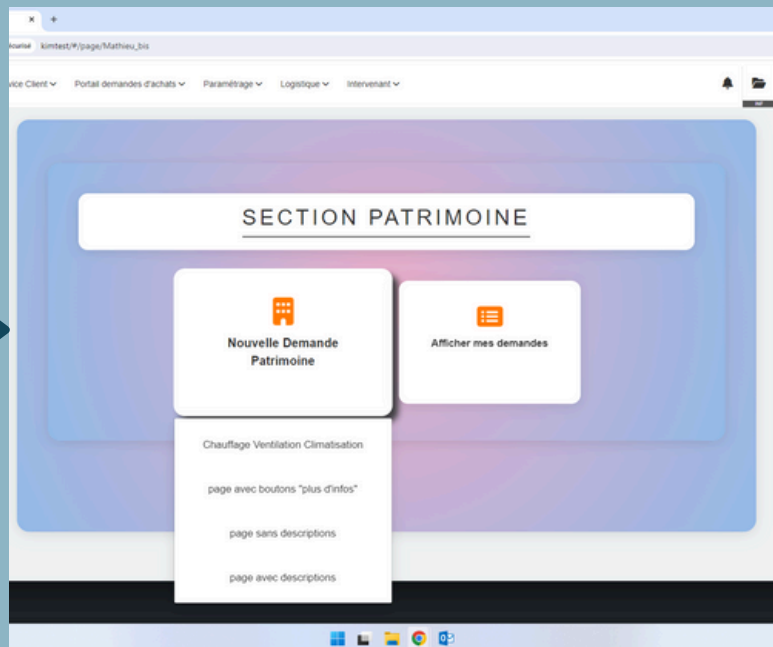 kimtest/#/page/Mathieu_bis
Client Portail demandes d'achats Paramétrage Logistique Intervenant
SECTION PATRIMOINE
Nouvelle Demande
Patrimoine
Afficher mes demandes
Chauffage Ventilation Climatisation
page avec boutons "plus d'infos"
page sans descriptions
page avec descriptions